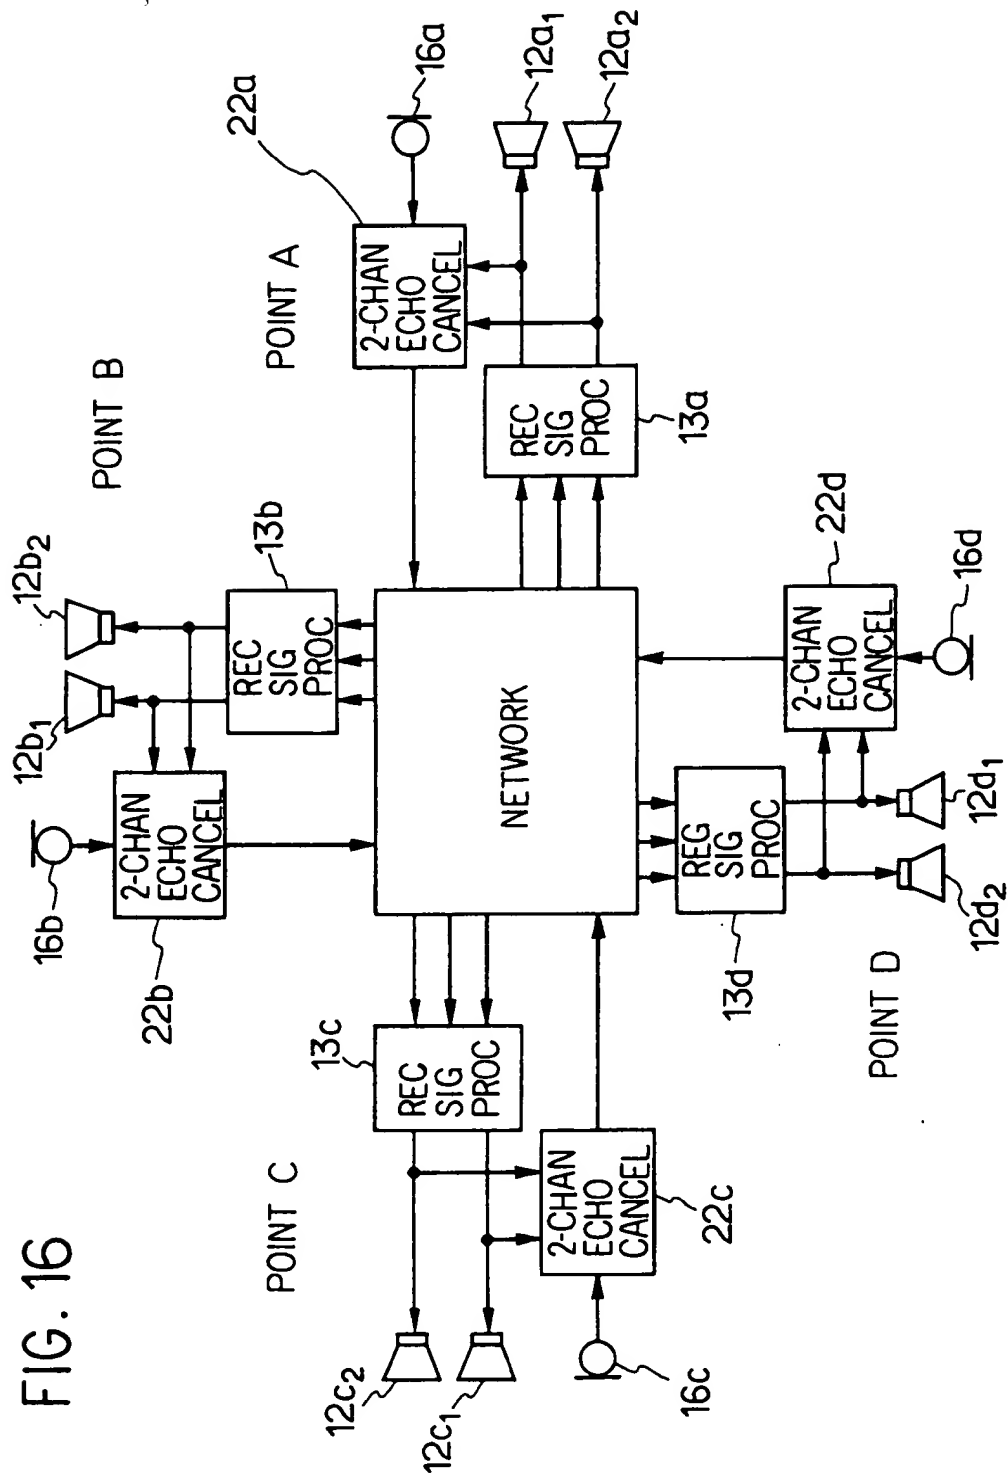 FIG. 16
POINT B
POINT A
POINT C
POINT D
22a
16a
12a1
12a2
2-CHAN
ECHO
CANCEL
REC
SIG
PROC
13a
12b2
12b1
13b
REC
SIG
PROC
16b
22b
2-CHAN
ECHO
CANCEL
NETWORK
13c
REC
SIG
PROC
12c2
12c1
2-CHAN
ECHO
CANCEL
22c
16c
REG
SIG
PROC
13d
2-CHAN
ECHO
CANCEL
22d
16d
12d1
12d2